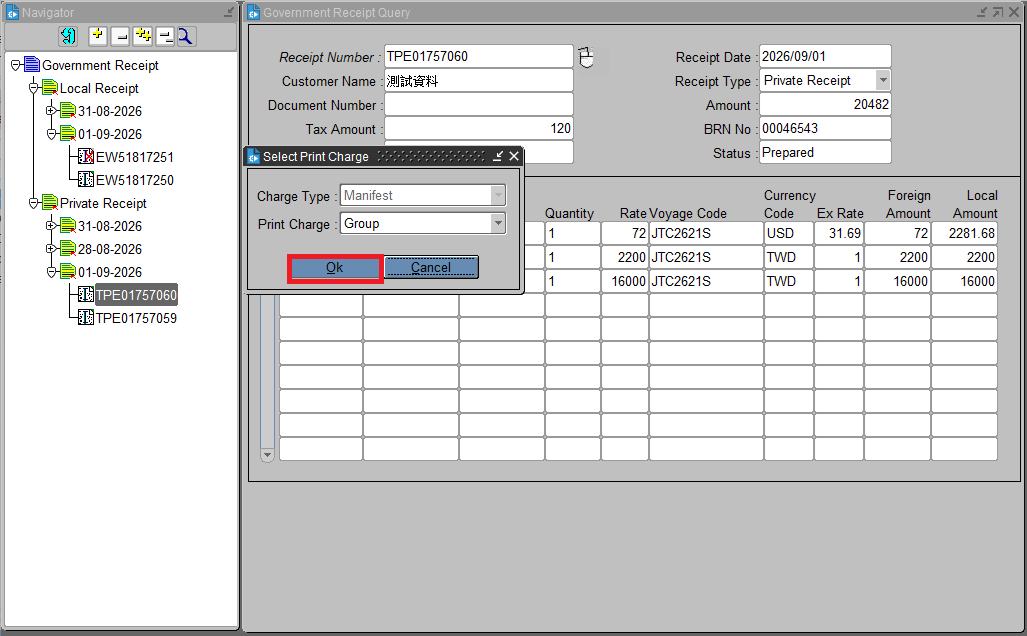 Navigator
Government Receipt
Local Receipt
31-08-2026
01-09-2026
EW51817251
EW51817250
Private Receipt
31-08-2026
28-08-2026
01-09-2026
TPE01757060
TPE01757059
Government Receipt Query
Receipt Number : TPE01757060
Receipt Date : 2026/09/01
Customer Name : 測試資料
Receipt Type : Private Receipt
Document Number :
Amount : 20482
Tax Amount : 120
BRN No : 00046543
Status : Prepared
Select Print Charge
Charge Type : Manifest
Print Charge : Group
Ok Cancel
Quantity Rate Voyage Code Currency Code Ex Rate Foreign Amount Local Amount
1 72 JTC2621S USD 31.69 72 2281.68
1 2200 JTC2621S TWD 1 2200 2200
1 16000 JTC2621S TWD 1 16000 16000